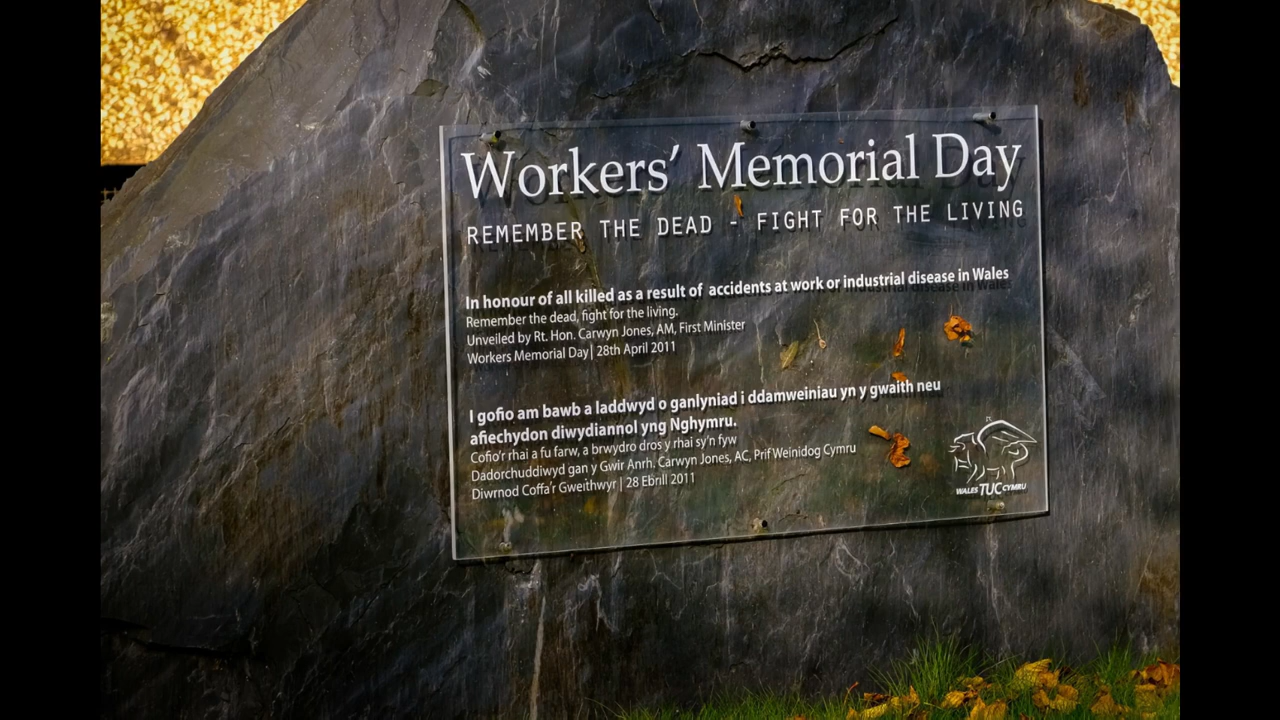 Workers' Memorial Day
REMEMBER THE DEAD - FIGHT FOR THE LIVING
In honour of all killed as a result of accidents at work or industrial disease in Wales
Remember the dead, fight for the living.
Unveiled by Rt. Hon. Carwyn Jones, AM, First Minister
Workers Memorial Day| 28th April 2011
I gofio am bawb a laddwyd o ganlyniad i ddamweiniau yn y gwaith neu
afiechydon diwydiannol yng Nghymru.
Cofio'r rhai a fu farw, a brwydro dros y rhai sy'n fyw
Dadorchuddiwyd gan y Gwir Anrh. Carwyn Jones, AC, Prif Weinidog Cymru
Diwrnod Coffa'r Gweithwyr | 28 Ebrill 2011
WALES TUC CYMRU